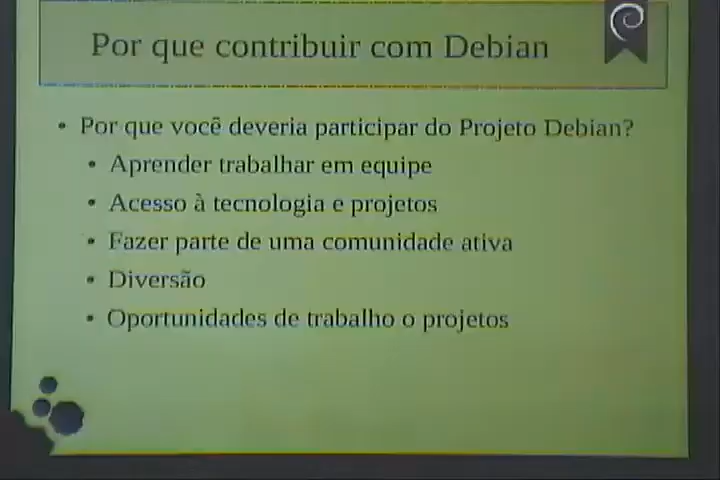 Por que contribuir com Debian
• Por que você deveria participar do Projeto Debian?
• Aprender trabalhar em equipe
• Acesso à tecnologia e projetos
• Fazer parte de uma comunidade ativa
• Diversão
• Oportunidades de trabalho o projetos